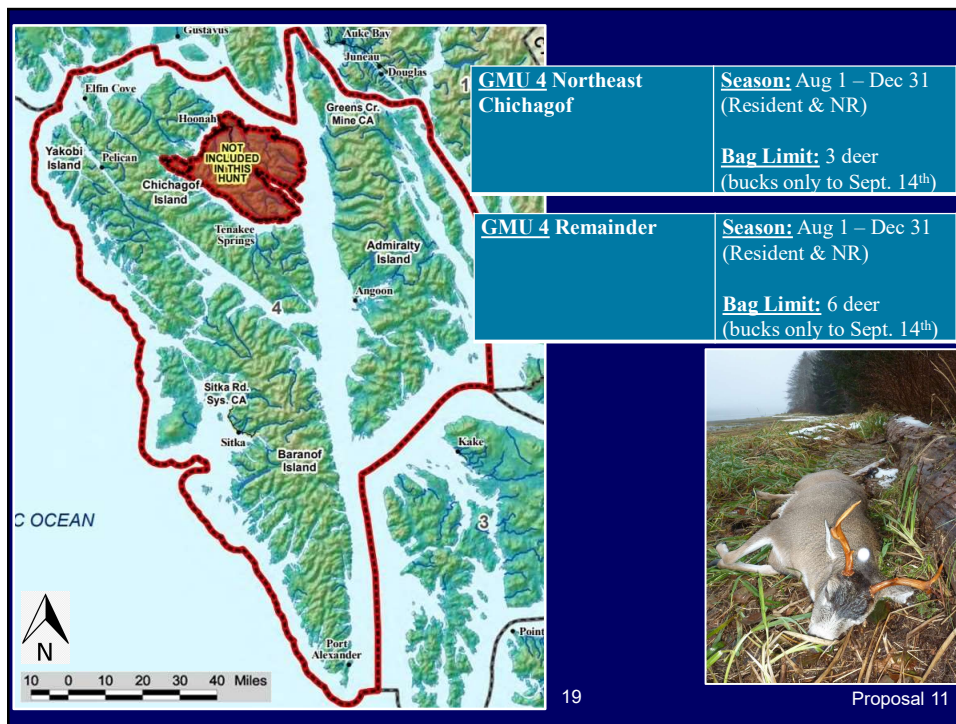 Gustavus
Auke Bay
Juneau
Douglas
1
Elfin Cove
Greens Cr.
Mine CA
Hoonah
NOT
INCLUDED
IN THIS
HUNT
Yakobi
Island
Pelican
Chichagof
Island
Tenakee
Springs
Admiralty
Island
Angoon
4
Sitka Rd.
Sys. CA
Sitka
Baranof
Island
Kake
3
C OCEAN
Port
Alexander
Point
N
10 0 10 20 30 40 Miles
GMU 4 Northeast
Chichagof
Season: Aug 1 – Dec 31
(Resident & NR)
Bag Limit: 3 deer
(bucks only to Sept. 14th)
GMU 4 Remainder
Season: Aug 1 – Dec 31
(Resident & NR)
Bag Limit: 6 deer
(bucks only to Sept. 14th)
19
Proposal 11